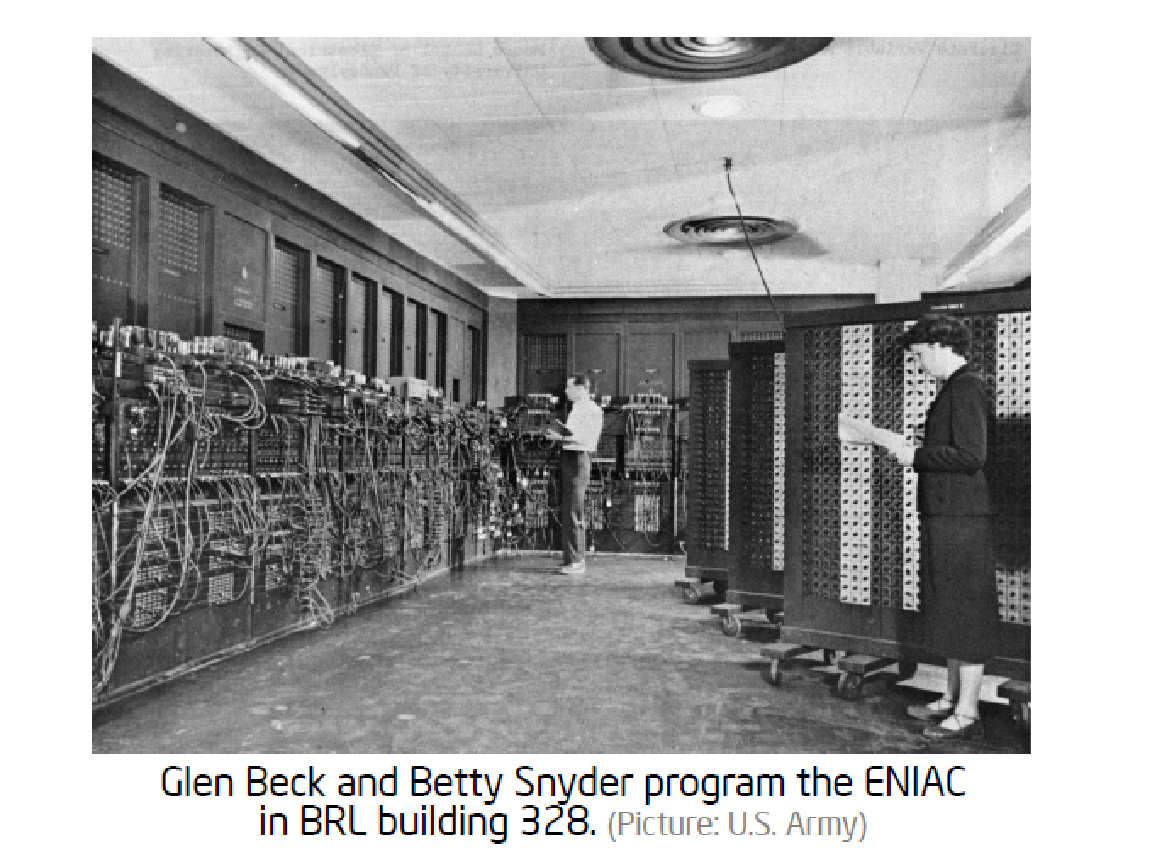 Glen Beck and Betty Snyder program the ENIAC
in BRL building 328. (Picture: U.S. Army)